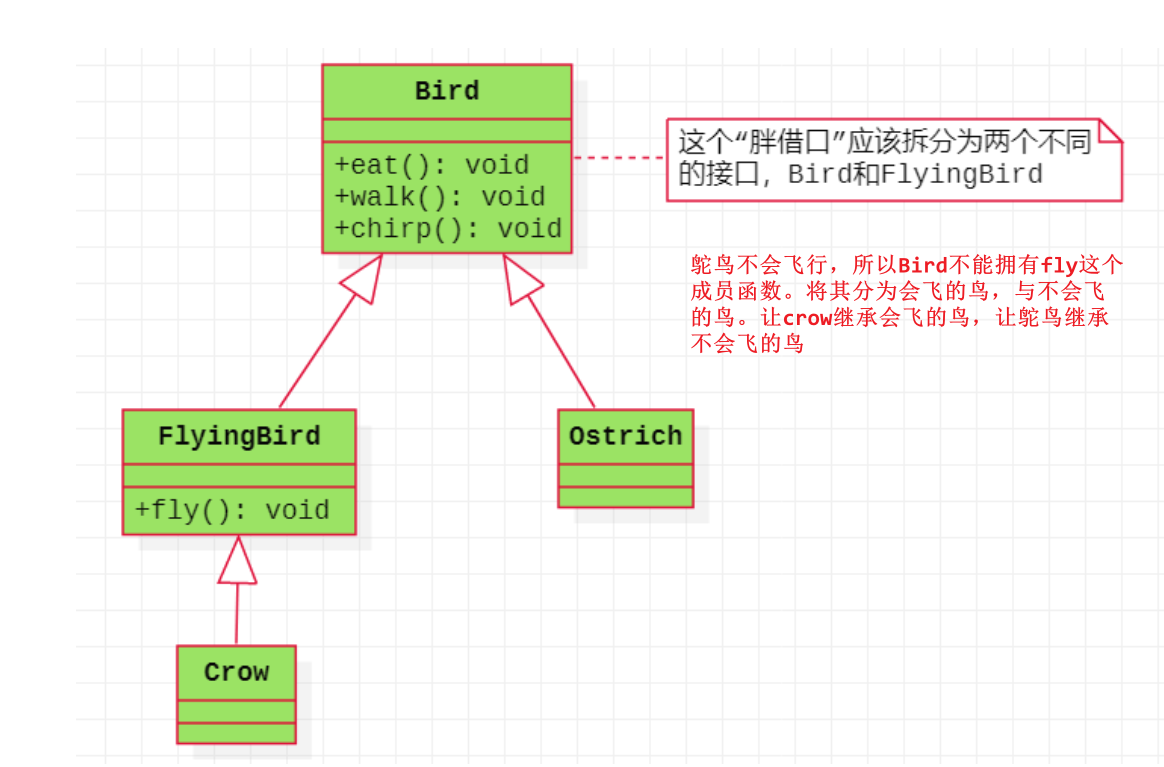 Bird
+eat(): void
+walk(): void
+chirp(): void
这个“胖借口”应该拆分为两个不同
的接口，Bird和FlyingBird
鸵鸟不会飞行，所以Bird不能拥有fly这个
成员函数。将其分为会飞的鸟，与不会飞
的鸟。让crow继承会飞的鸟，让鸵鸟继承
不会飞的鸟
FlyingBird
+fly(): void
Ostrich
Crow